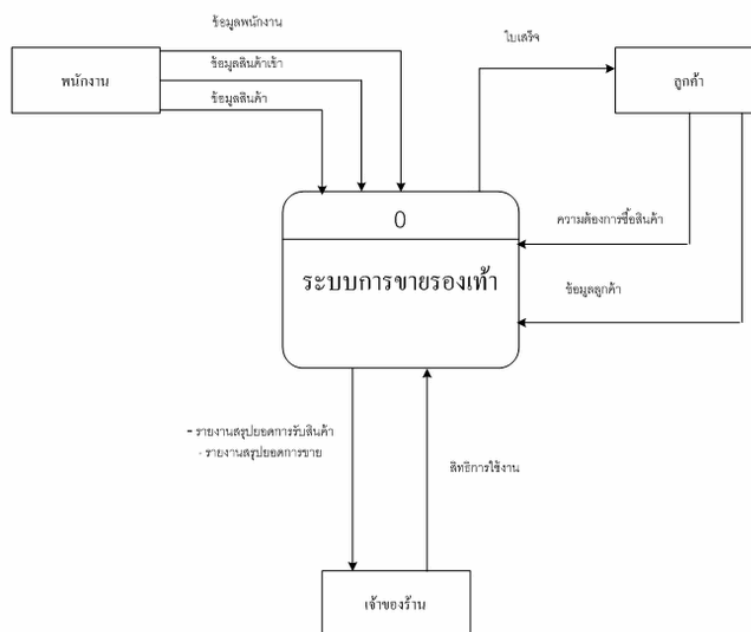 ข้อมูลพนักงาน
ใบเสร็จ
ข้อมูลสินค้าเข้า
พนักงาน
ลูกค้า
ข้อมูลสินค้า
0
ความต้องการซื้อสินค้า
ระบบการขายรองเท้า
ข้อมูลลูกค้า
- รายงานสรุปยอดการรับสินค้า
- รายงานสรุปยอดการขาย
สิทธิการใช้งาน
เจ้าของร้าน